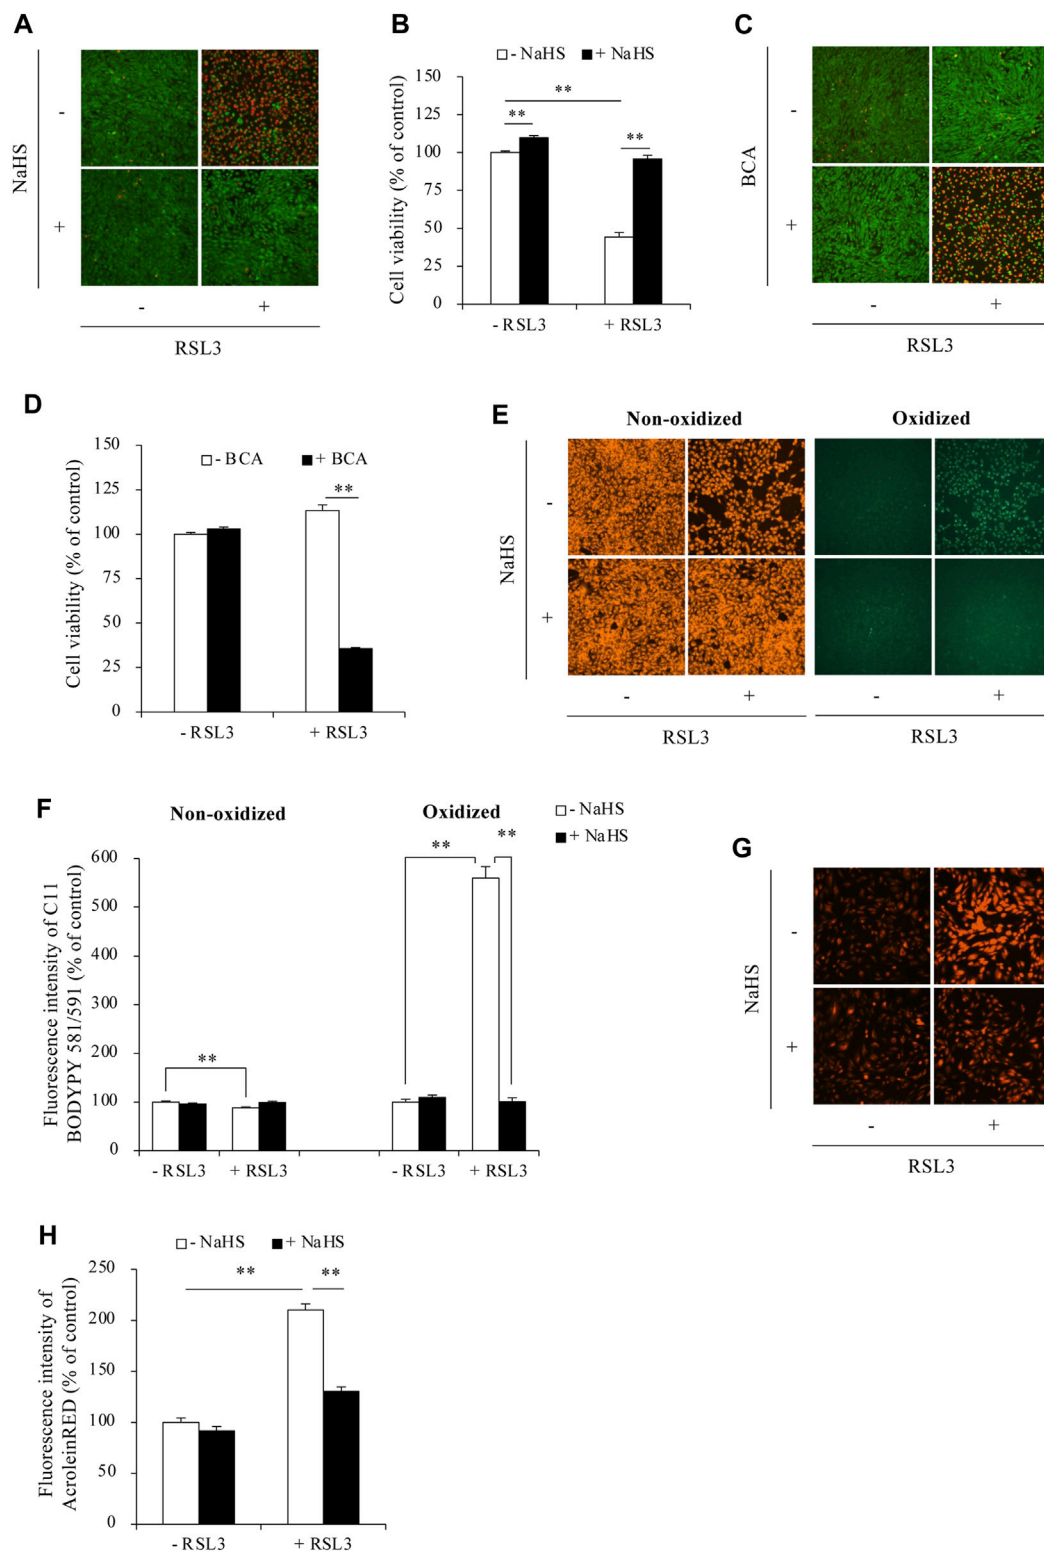 A
NaHS
-
+
-
+
RSL3
B
- NaHS
+ NaHS
Cell viability (% of control)
150
125
100
75
50
25
0
**
**
**
- RSL3
+ RSL3
C
BCA
-
+
-
+
RSL3
D
Cell viability (% of control)
150
125
100
75
50
25
0
- BCA
+ BCA
**
- RSL3
+ RSL3
E
Non-oxidized
Oxidized
NaHS
-
+
-
+
-
+
RSL3
RSL3
F
Non-oxidized
Oxidized
- NaHS
+ NaHS
Fluorescence intensity of C11
BODYPY 581/591 (% of control)
600
500
400
300
200
100
0
**
**
**
- RSL3
+ RSL3
- RSL3
+ RSL3
G
NaHS
-
+
-
+
RSL3
H
- NaHS
+ NaHS
Fluorescence intensity of
AcroleinRED (% of control)
250
200
150
100
50
0
**
**
- RSL3
+ RSL3